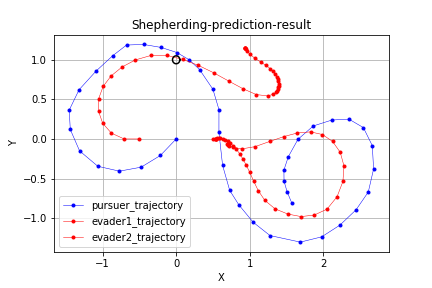 Shepherding-prediction-result
Y
1.0
0.5
0.0
−0.5
−1.0
pursuer_trajectory
evader1_trajectory
evader2_trajectory
−1
0
1
2
X